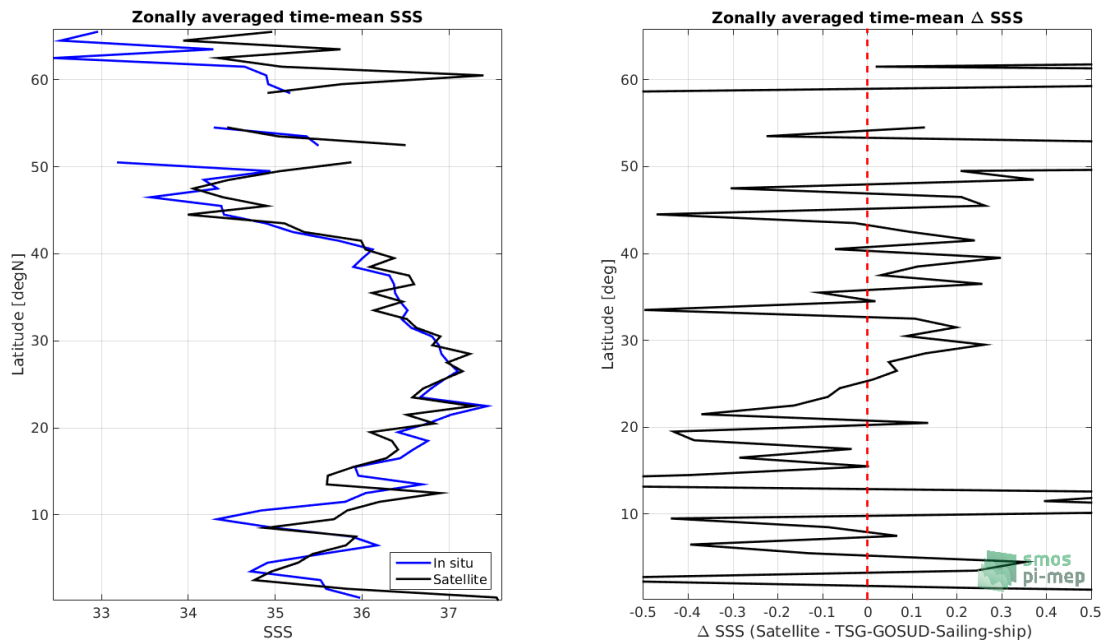 Zonally averaged time-mean SSS
Latitude [degN]
60
50
40
30
20
10
33
34
35
36
37
SSS
In situ
Satellite
Zonally averaged time-mean Δ SSS
Latitude [deg]
60
50
40
30
20
10
-0.5
-0.4
-0.3
-0.2
-0.1
0
0.1
0.2
0.3
0.4
0.5
Δ SSS (Satellite - TSG-GOSUD-Sailing-ship)
smos
pi-mep